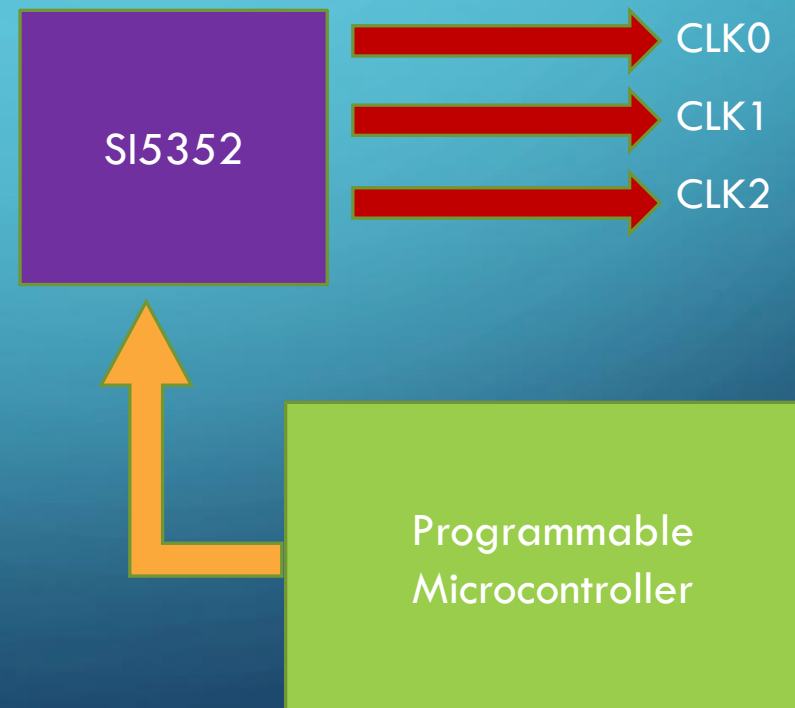 SI5352
CLK0
CLK1
CLK2
Programmable
Microcontroller